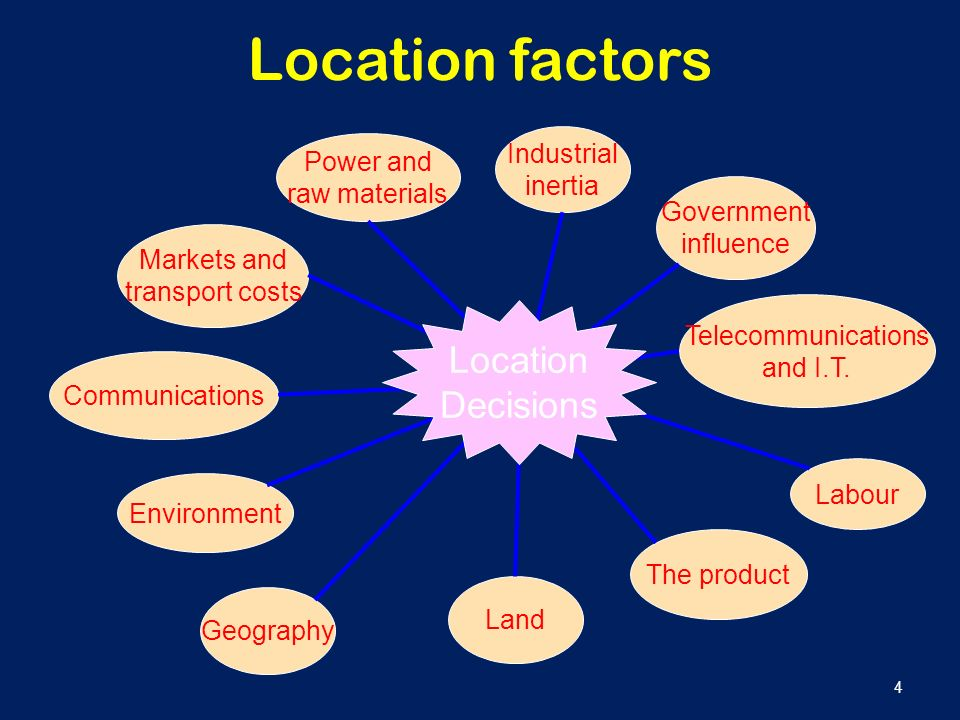 Location factors
Power and
raw materials
Industrial
inertia
Government
influence
Markets and
transport costs
Telecommunications
and I.T.
Location
Decisions
Communications
Labour
Environment
The product
Land
Geography
4